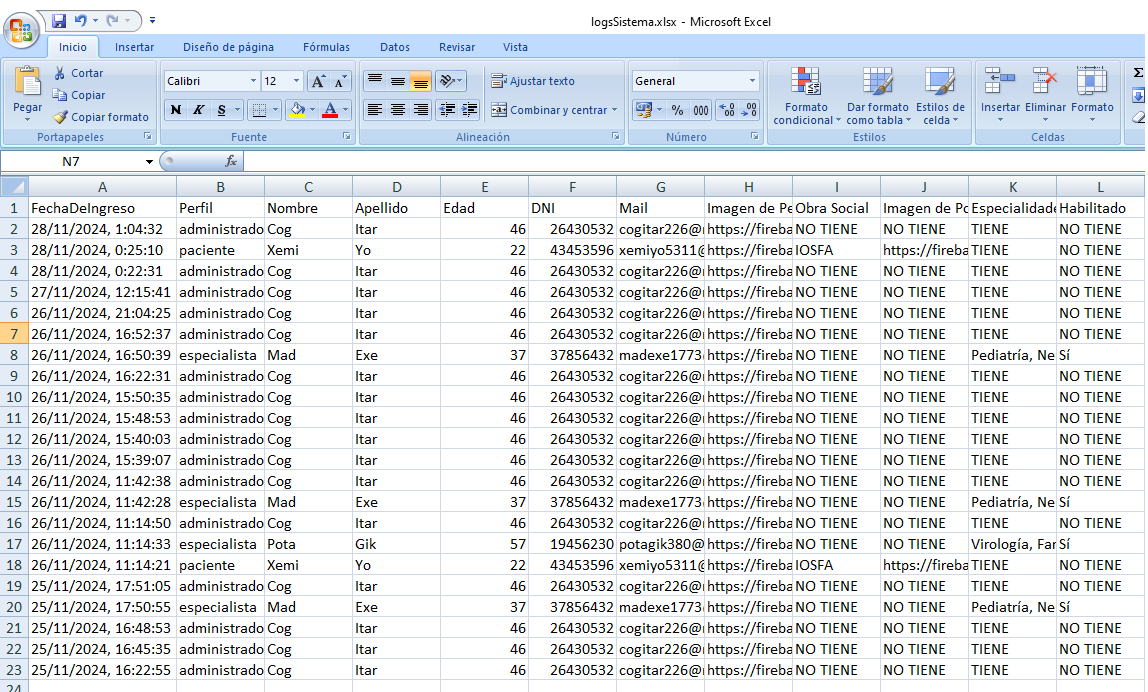 logsSistema.xlsx - Microsoft Excel
Inicio Insertar Diseño de página Fórmulas Datos Revisar Vista
Pegar Cortar Copiar Copiar formato
Calibri 12 A A
N K S A
Ajustar texto
Combinar y centrar
General
% 000
Formato condicional Dar formato como tabla Estilos de celda
Insertar Eliminar Formato
Σ
Portapapeles Fuente Alineación Número Estilos Celdas
N7 fx
A B C D E F G H I J K L
1 FechaDeIngreso Perfil Nombre Apellido Edad DNI Mail Imagen de Pe Obra Social Imagen de Po Especialidade Habilitado
2 28/11/2024, 1:04:32 administrado Cog Itar 46 26430532 cogitar226@ https://fireba NO TIENE NO TIENE TIENE NO TIENE
3 28/11/2024, 0:25:10 paciente Xemi Yo 22 43453596 xemiyo5311@ https://fireba IOSFA https://fireba TIENE NO TIENE
4 28/11/2024, 0:22:31 administrado Cog Itar 46 26430532 cogitar226@ https://fireba NO TIENE NO TIENE TIENE NO TIENE
5 27/11/2024, 12:15:41 administrado Cog Itar 46 26430532 cogitar226@ https://fireba NO TIENE NO TIENE TIENE NO TIENE
6 26/11/2024, 21:04:25 administrado Cog Itar 46 26430532 cogitar226@ https://fireba NO TIENE NO TIENE TIENE NO TIENE
7 26/11/2024, 16:52:37 administrado Cog Itar 46 26430532 cogitar226@ https://fireba NO TIENE NO TIENE TIENE NO TIENE
8 26/11/2024, 16:50:39 especialista Mad Exe 37 37856432 madexe1773 https://fireba NO TIENE NO TIENE Pediatría, Ne Sí
9 26/11/2024, 16:22:31 administrado Cog Itar 46 26430532 cogitar226@ https://fireba NO TIENE NO TIENE TIENE NO TIENE
10 26/11/2024, 15:50:35 administrado Cog Itar 46 26430532 cogitar226@ https://fireba NO TIENE NO TIENE TIENE NO TIENE
11 26/11/2024, 15:48:53 administrado Cog Itar 46 26430532 cogitar226@ https://fireba NO TIENE NO TIENE TIENE NO TIENE
12 26/11/2024, 15:40:03 administrado Cog Itar 46 26430532 cogitar226@ https://fireba NO TIENE NO TIENE TIENE NO TIENE
13 26/11/2024, 15:39:07 administrado Cog Itar 46 26430532 cogitar226@ https://fireba NO TIENE NO TIENE TIENE NO TIENE
14 26/11/2024, 11:42:38 administrado Cog Itar 46 26430532 cogitar226@ https://fireba NO TIENE NO TIENE TIENE NO TIENE
15 26/11/2024, 11:42:28 especialista Mad Exe 37 37856432 madexe1773 https://fireba NO TIENE NO TIENE Pediatría, Ne Sí
16 26/11/2024, 11:14:50 administrado Cog Itar 46 26430532 cogitar226@ https://fireba NO TIENE NO TIENE TIENE NO TIENE
17 26/11/2024, 11:14:33 especialista Pota Gik 57 19456230 potagik380@ https://fireba NO TIENE NO TIENE Virología, Far Sí
18 26/11/2024, 11:14:21 paciente Xemi Yo 22 43453596 xemiyo5311@ https://fireba IOSFA https://fireba TIENE NO TIENE
19 25/11/2024, 17:51:05 administrado Cog Itar 46 26430532 cogitar226@ https://fireba NO TIENE NO TIENE TIENE NO TIENE
20 25/11/2024, 17:50:55 especialista Mad Exe 37 37856432 madexe1773 https://fireba NO TIENE NO TIENE Pediatría, Ne Sí
21 25/11/2024, 16:48:53 administrado Cog Itar 46 26430532 cogitar226@ https://fireba NO TIENE NO TIENE TIENE NO TIENE
22 25/11/2024, 16:45:35 administrado Cog Itar 46 26430532 cogitar226@ https://fireba NO TIENE NO TIENE TIENE NO TIENE
23 25/11/2024, 16:22:55 administrado Cog Itar 46 26430532 cogitar226@ https://fireba NO TIENE NO TIENE TIENE NO TIENE
24